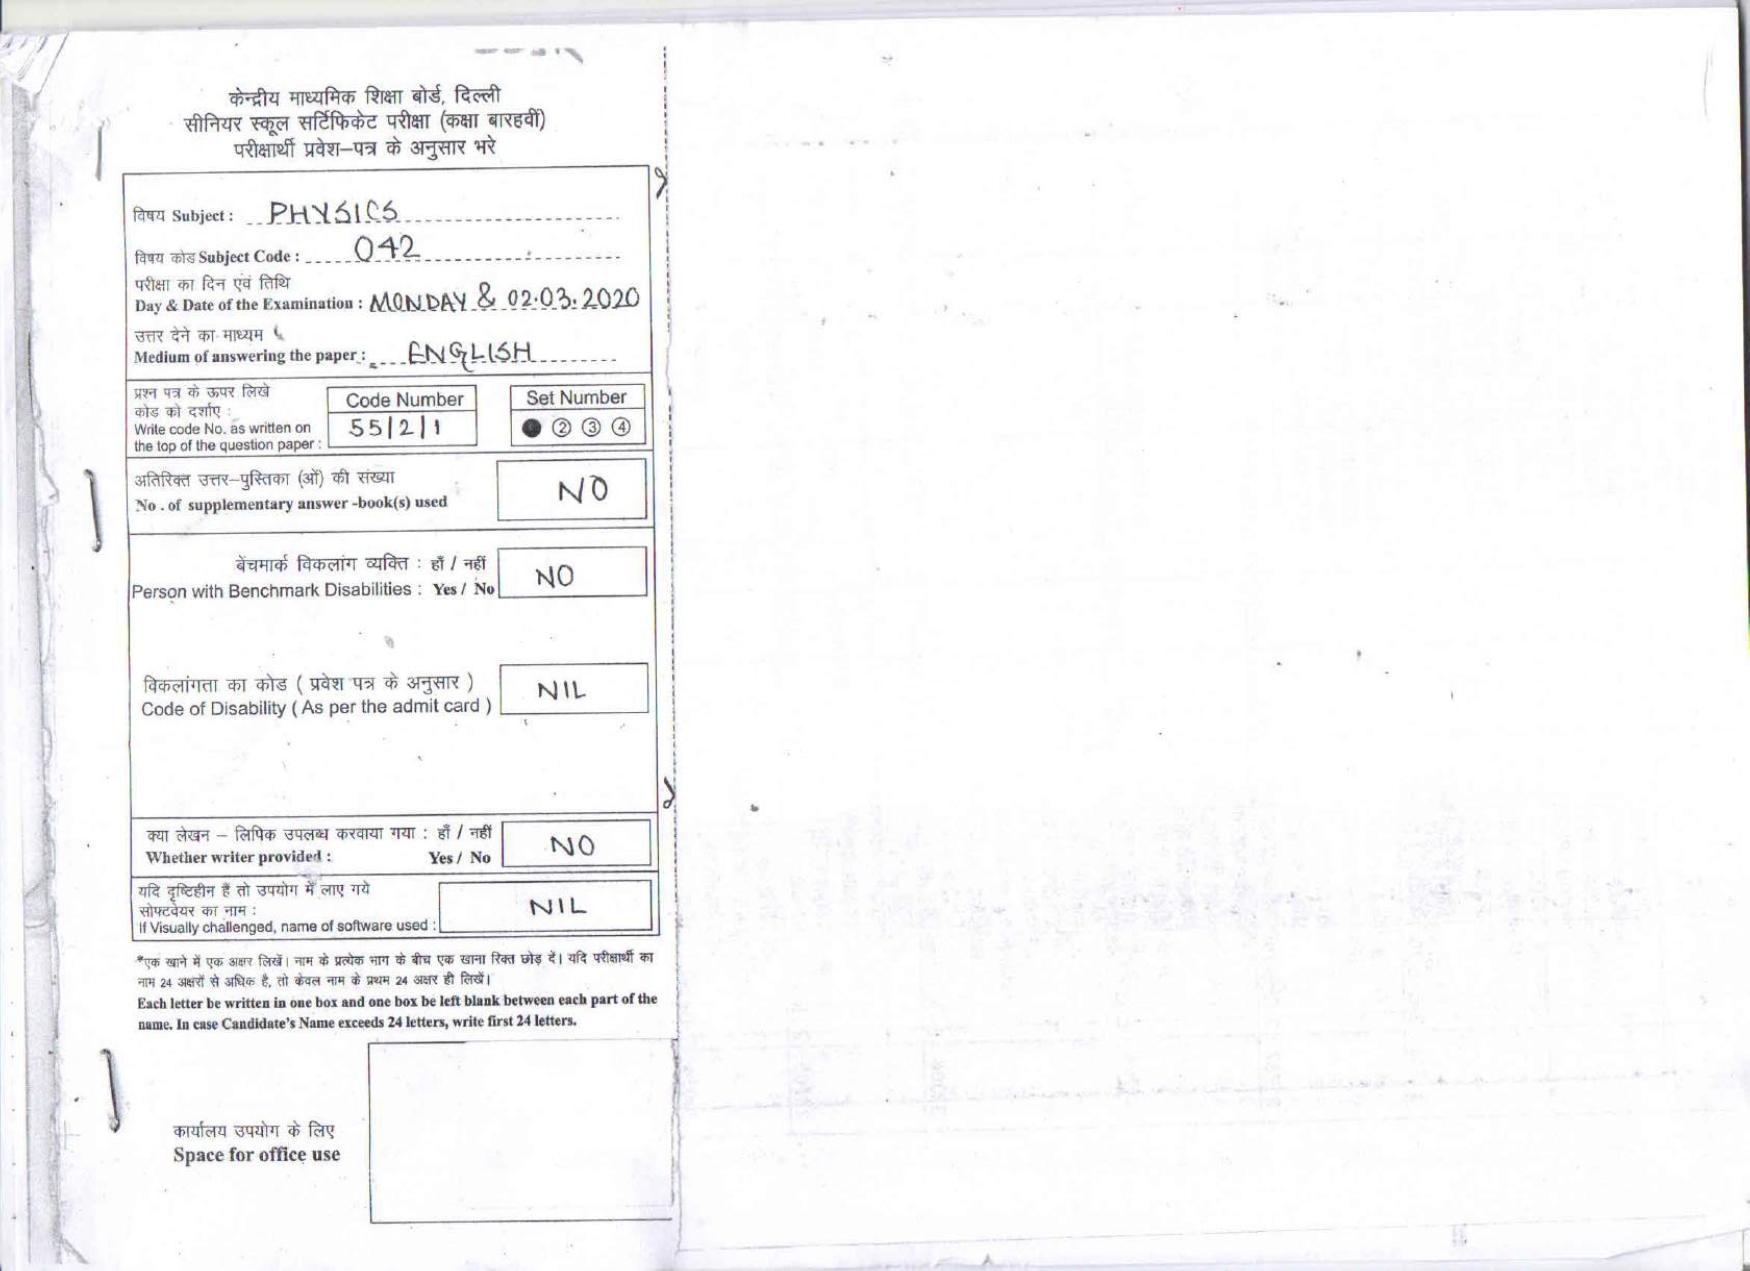 केन्द्रीय माध्यमिक शिक्षा बोर्ड, दिल्ली
सीनियर स्कूल सर्टिफिकेट परीक्षा (कक्षा बारहवीं)
परीक्षार्थी प्रवेश–पत्र के अनुसार भरे
विषय Subject : PHYSICS
विषय कोड Subject Code : 042
परीक्षा का दिन एवं तिथि
Day & Date of the Examination : MONDAY & 02.03.2020
उत्तर देने का माध्यम
Medium of answering the paper : ENGLISH
प्रश्न पत्र के ऊपर लिखे
कोड को दर्शाए :
Write code No. as written on
the top of the question paper :
Code Number
55/2/1
Set Number
② ③ ④
अतिरिक्त उत्तर–पुस्तिका (ओं) की संख्या
No . of supplementary answer -book(s) used
NO
बेंचमार्क विकलांग व्यक्ति : हाँ / नहीं
Person with Benchmark Disabilities : Yes / No
NO
विकलांगता का कोड ( प्रवेश पत्र के अनुसार )
Code of Disability ( As per the admit card )
NIL
क्या लेखन – लिपिक उपलब्ध करवाया गया : हाँ / नहीं
Whether writer provided : Yes / No
NO
यदि दृष्टिहीन हैं तो उपयोग में लाए गये
सोफ्टवेयर का नाम :
If Visually challenged, name of software used :
NIL
*एक खाने में एक अक्षर लिखें। नाम के प्रत्येक भाग के बीच एक खाना रिक्त छोड़ दें। यदि परीक्षार्थी का
नाम 24 अक्षरों से अधिक है, तो केवल नाम के प्रथम 24 अक्षर ही लिखें।
Each letter be written in one box and one box be left blank between each part of the
name. In case Candidate's Name exceeds 24 letters, write first 24 letters.
कार्यालय उपयोग के लिए
Space for office use